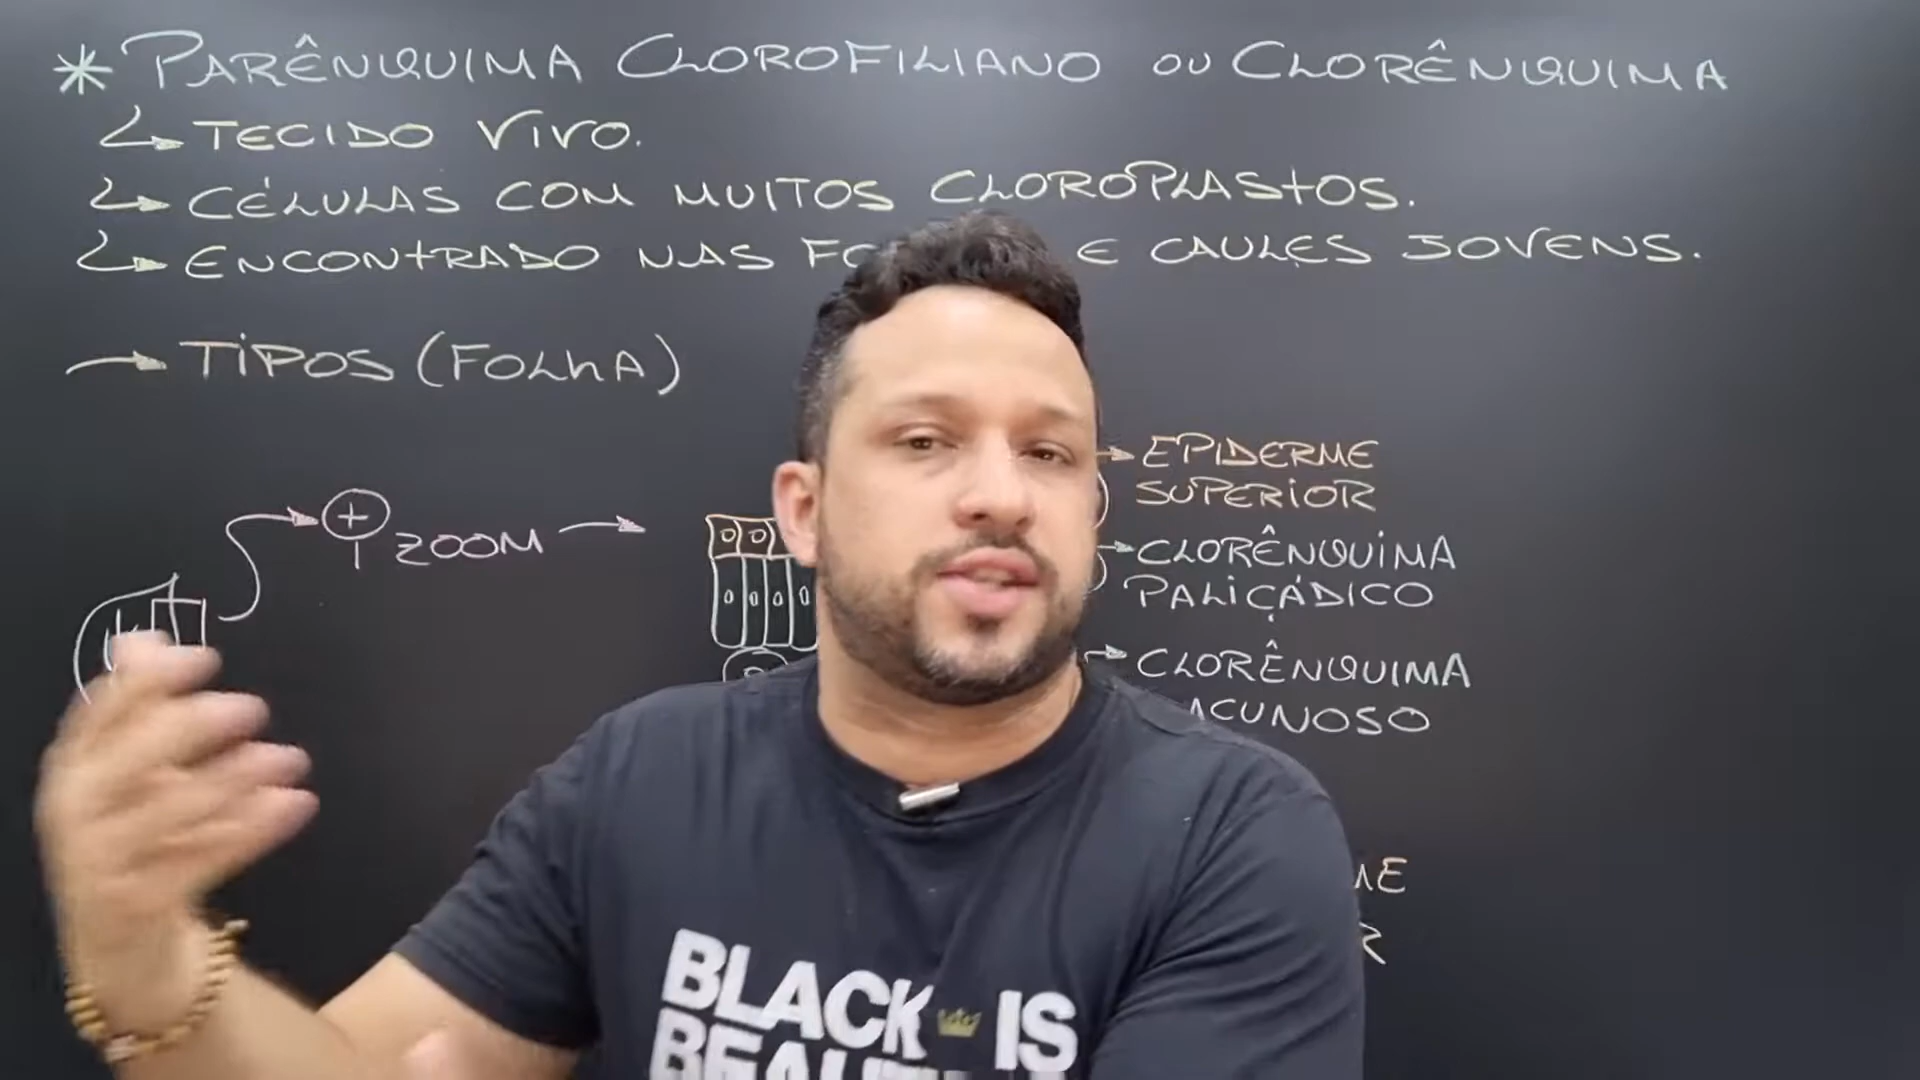 * PARÊNQUIMA CLOROFILIANO OU CLORÊNQUIMA
TECIDO VIVO.
CÉLULAS COM MUITOS CLOROPLASTOS.
ENCONTRADO NAS E CAULES JOVENS.
TIPOS (FOLHA)
EPIDERME
SUPERIOR
+ ZOOM
CLORÊNQUIMA
PALIÇÁDICO
CLORÊNQUIMA
ACUNOSO
BLACK IS